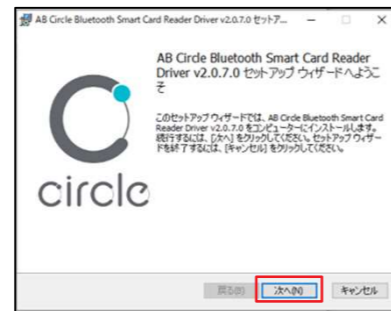 AB Circle Bluetooth Smart Card Reader Driver v2.0.7.0 セットア...
AB Circle Bluetooth Smart Card Reader
Driver v2.0.7.0 セットアップ ウィザードへようこ
そ
このセットアップ ウィザードでは、AB Circle Bluetooth Smart Card
Reader Driver v2.0.7.0 をコンピューターにインストールします。
続行するには、[次へ] をクリックしてください。セットアップ ウィザー
ドを終了するには、[キャンセル] をクリックしてください。
circle
戻る(B)
次へ(N)
キャンセル